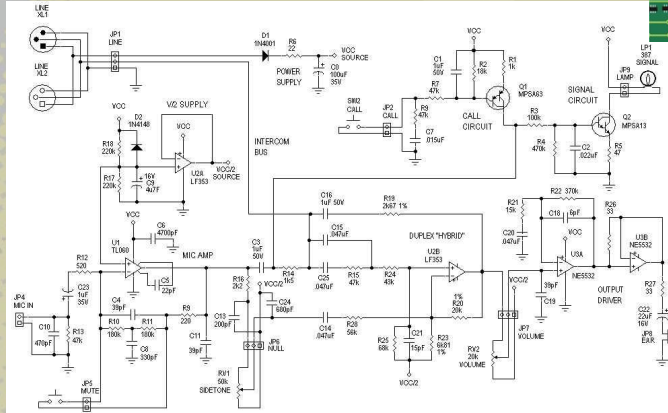 LINE
XL1
LINE
XL2
JP1
LINE
D1
1N4001
R6
22
VCC
SOURCE
C0
100uF
35V
POWER
SUPPLY
VCC
C1
1uF
50V
R2
18k
R1
1k
Q1
MPSA63
R7
47k
CALL
CIRCUIT
SW2
CALL
JP2
CALL
R9
47k
C7
.015uF
VCC
LP1
387
SIGNAL
JP9
LAMP
SIGNAL
CIRCUIT
Q2
MPSA13
R3
100k
R4
470k
C2
.022uF
R5
47
VCC
D2
1N4148
V/2 SUPPLY
VCC
R18
220k
R17
220k
16V
C9
4u7F
U2A
LF353
VCC/2
SOURCE
INTERCOM
BUS
C16
1uF 50V
R19
2k67 1%
C15
.047uF
DUPLEX "HYBRID"
VCC
C6
4700pF
U1
TL060
MIC AMP
C3
1uF
50V
R12
520
C5
22pF
R16
2k2
R14
1k5
C25
.047uF
R15
47k
R24
43k
U2B
LF353
VCC/2
JP4
MIC IN
C23
1uF
35V
C10
470pF
R13
47k
C4
39pF
R10
180k
R11
180k
R9
220
C8
330pF
C11
39pF
C13
200pF
C24
680pF
JP6
NULL
RV1
50k
SIDETONE
C14
.047uF
R28
56k
R25
68k
C21
15pF
VCC/2
R23
6k81
1%
1%
R20
20k
JP5
MUTE
RV2
20k
VOLUME
VCC/2
JP7
VOLUME
R21
15k
R22 370k
C18
6pF
C20
.047uF
VCC
U3A
NE5532
39pF
C19
OUTPUT
DRIVER
R26
33
U3B
NE5532
R27
33
C22
22uF
16V
JP8
EAR